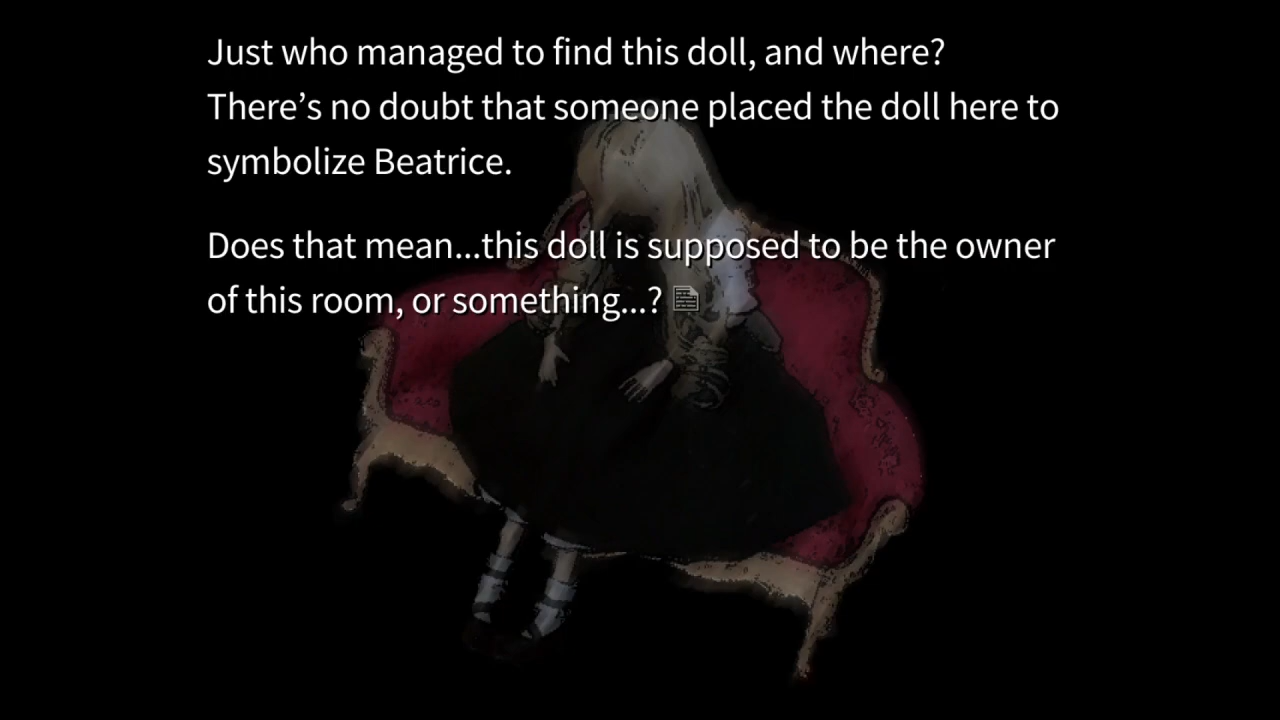 Just who managed to find this doll, and where?
There’s no doubt that someone placed the doll here to
symbolize Beatrice.
Does that mean...this doll is supposed to be the owner
of this room, or something...?